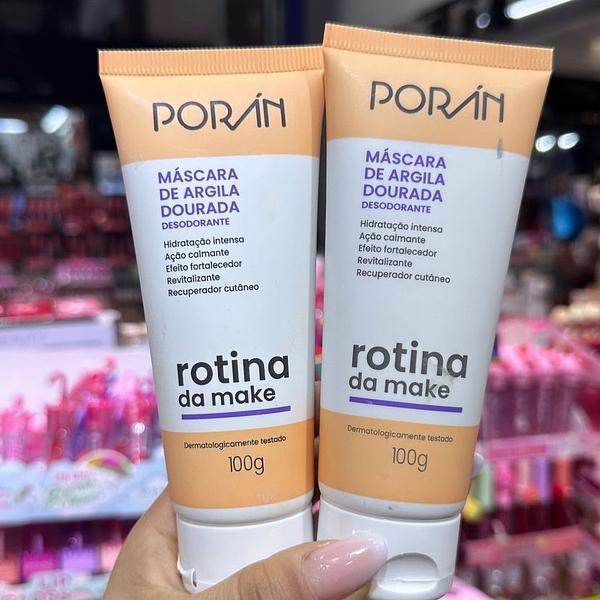 PORÁN
MÁSCARA
DE ARGILA
DOURADA
DESODORANTE
Hidratação intensa
Ação calmante
Efeito fortalecedor
Revitalizante
Recuperador cutâneo
rotina
da make
Dermatologicamente testado
100g
PORÁN
MÁSCARA
DE ARGILA
DOURADA
DESODORANTE
Hidratação intensa
Ação calmante
Efeito fortalecedor
Revitalizante
Recuperador cutâneo
rotina
da make
Dermatologicamente testado
100g